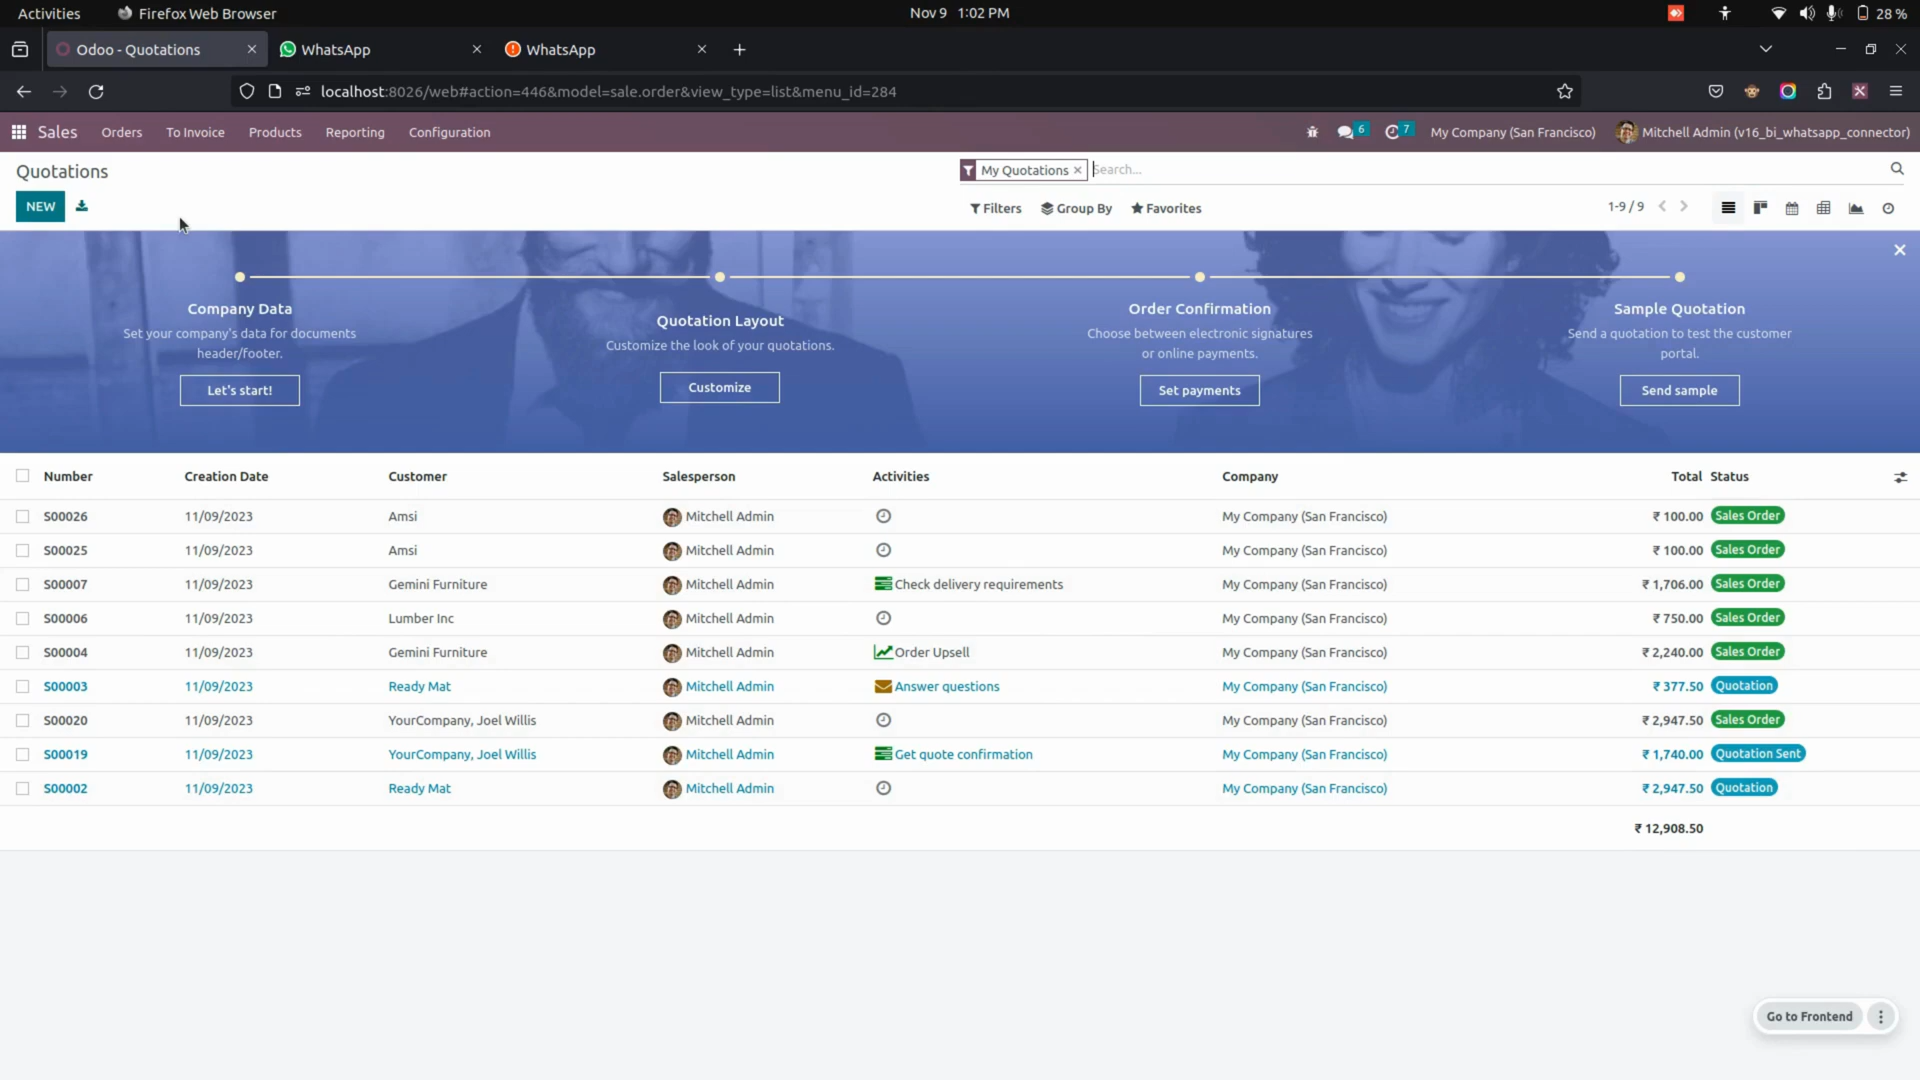 Activities Firefox Web Browser Nov 9 1:02 PM 28 %
Odoo - Quotations WhatsApp WhatsApp
localhost:8026/web#action=446&model=sale.order&view_type=list&menu_id=284
Sales Orders To Invoice Products Reporting Configuration 6 7 My Company (San Francisco) Mitchell Admin (v16_bi_whatsapp_connector)
Quotations My Quotations Search...
NEW Filters Group By Favorites 1-9 / 9
Company Data Quotation Layout Order Confirmation Sample Quotation
Set your company's data for documents Customize the look of your quotations. Choose between electronic signatures Send a quotation to test the customer
header/footer. or online payments. portal.
Let's start! Customize Set payments Send sample
Number Creation Date Customer Salesperson Activities Company Total Status
S00026 11/09/2023 Amsi Mitchell Admin My Company (San Francisco) ₹ 100.00 Sales Order
S00025 11/09/2023 Amsi Mitchell Admin My Company (San Francisco) ₹ 100.00 Sales Order
S00007 11/09/2023 Gemini Furniture Mitchell Admin Check delivery requirements My Company (San Francisco) ₹ 1,706.00 Sales Order
S00006 11/09/2023 Lumber Inc Mitchell Admin My Company (San Francisco) ₹ 750.00 Sales Order
S00004 11/09/2023 Gemini Furniture Mitchell Admin Order Upsell My Company (San Francisco) ₹ 2,240.00 Sales Order
S00003 11/09/2023 Ready Mat Mitchell Admin Answer questions My Company (San Francisco) ₹ 377.50 Quotation
S00020 11/09/2023 YourCompany, Joel Willis Mitchell Admin My Company (San Francisco) ₹ 2,947.50 Sales Order
S00019 11/09/2023 YourCompany, Joel Willis Mitchell Admin Get quote confirmation My Company (San Francisco) ₹ 1,740.00 Quotation Sent
S00002 11/09/2023 Ready Mat Mitchell Admin My Company (San Francisco) ₹ 2,947.50 Quotation
₹ 12,908.50
Go to Frontend